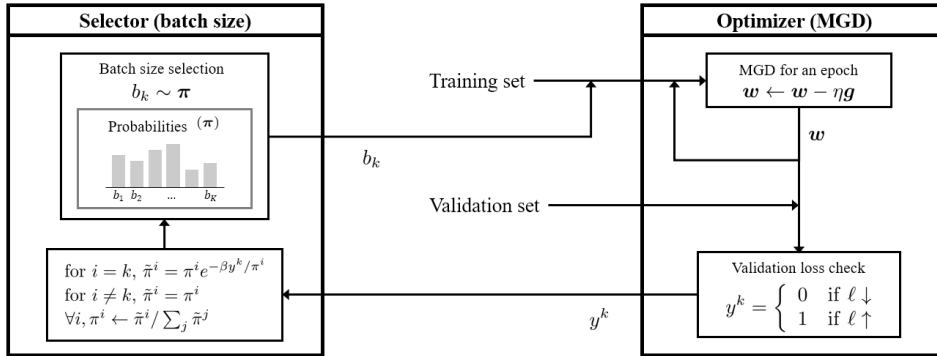 Selector (batch size)
Batch size selection
b_k ∼ π
Probabilities (π)
b_1 b_2 ... b_K
for i = k, π̃^i = π^i e^{−βy^k/π^i}
for i ≠ k, π̃^i = π^i
∀i, π^i ← π̃^i / ∑_j π̃^j
Training set
b_k
Validation set
y^k
Optimizer (MGD)
MGD for an epoch
w ← w − ηg
w
Validation loss check
y^k = { 0 if ℓ ↓
1 if ℓ ↑